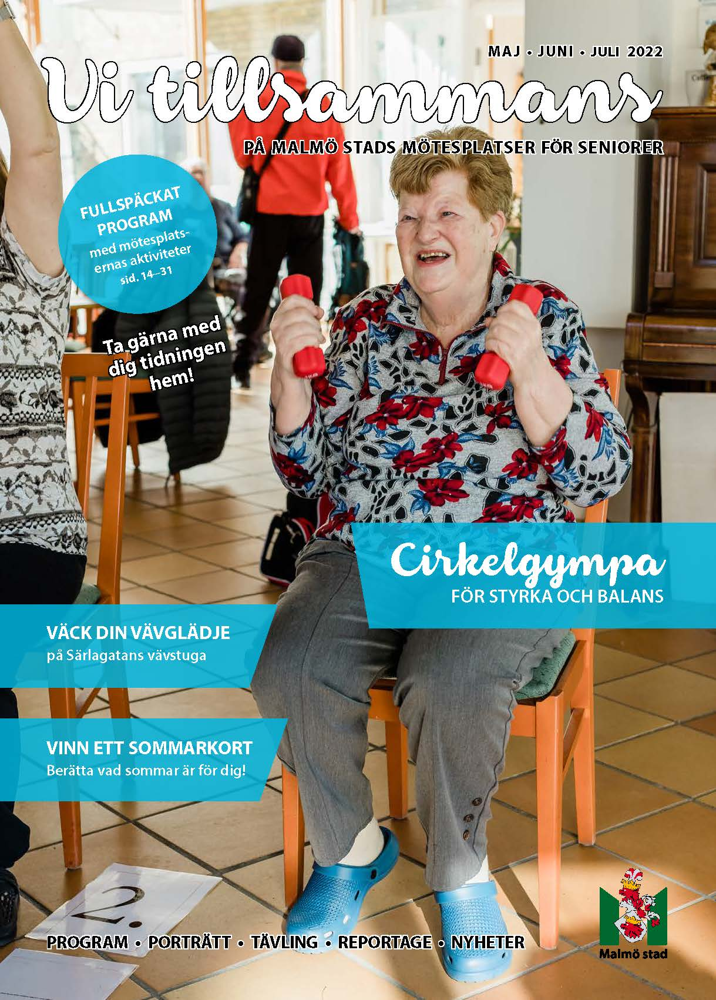 MAJ • JUNI • JULI 2022
Vi tillsammans
PÅ MALMÖ STADS MÖTESPLATSER FÖR SENIORER
FULLSPÄCKAT
PROGRAM
med mötesplats-
ernas aktiviteter
sid. 14–31
Ta gärna med
dig tidningen
hem!
Cirkelgympa
FÖR STYRKA OCH BALANS
VÄCK DIN VÄVGLÄDJE
på Särlagatans vävstuga
VINN ETT SOMMARKORT
Berätta vad sommar är för dig!
2.
PROGRAM • PORTRÄTT • TÄVLING • REPORTAGE • NYHETER
Malmö stad